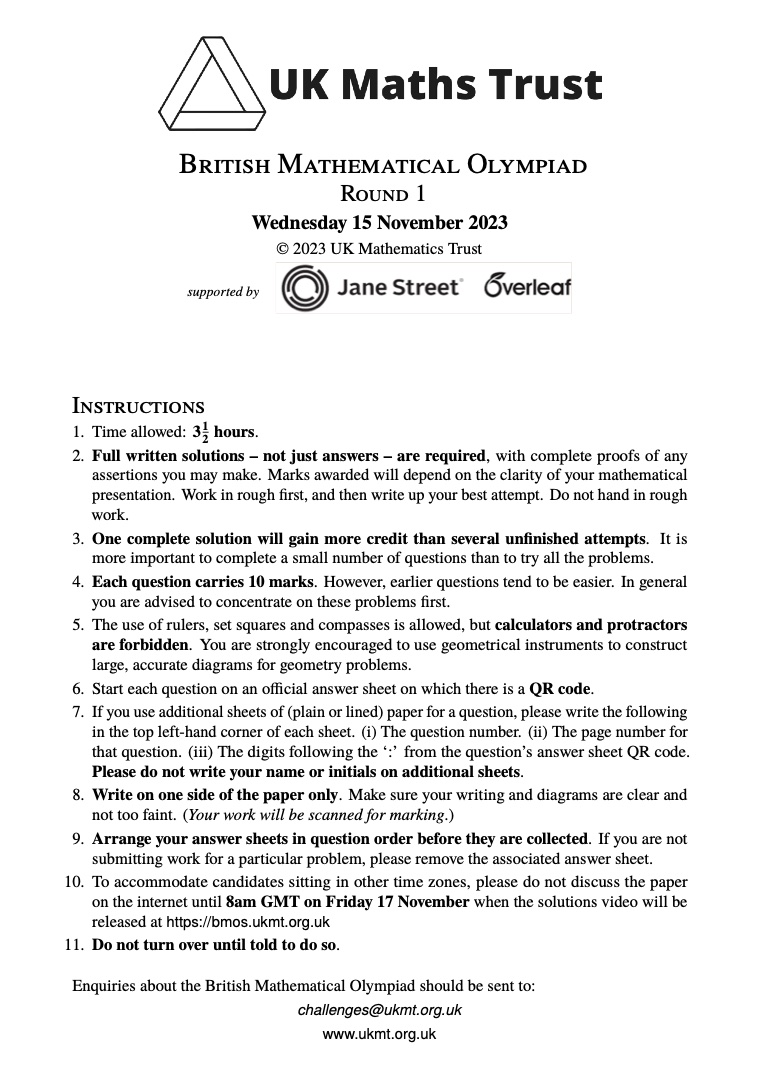 UK Maths Trust
British Mathematical Olympiad
Round 1
Wednesday 15 November 2023
© 2023 UK Mathematics Trust
supported by Jane Street® Overleaf
Instructions
1. Time allowed: 3½ hours.
2. Full written solutions – not just answers – are required, with complete proofs of any
assertions you may make. Marks awarded will depend on the clarity of your mathematical
presentation. Work in rough first, and then write up your best attempt. Do not hand in rough
work.
3. One complete solution will gain more credit than several unfinished attempts. It is
more important to complete a small number of questions than to try all the problems.
4. Each question carries 10 marks. However, earlier questions tend to be easier. In general
you are advised to concentrate on these problems first.
5. The use of rulers, set squares and compasses is allowed, but calculators and protractors
are forbidden. You are strongly encouraged to use geometrical instruments to construct
large, accurate diagrams for geometry problems.
6. Start each question on an official answer sheet on which there is a QR code.
7. If you use additional sheets of (plain or lined) paper for a question, please write the following
in the top left-hand corner of each sheet. (i) The question number. (ii) The page number for
that question. (iii) The digits following the ‘:’ from the question’s answer sheet QR code.
Please do not write your name or initials on additional sheets.
8. Write on one side of the paper only. Make sure your writing and diagrams are clear and
not too faint. (Your work will be scanned for marking.)
9. Arrange your answer sheets in question order before they are collected. If you are not
submitting work for a particular problem, please remove the associated answer sheet.
10. To accommodate candidates sitting in other time zones, please do not discuss the paper
on the internet until 8am GMT on Friday 17 November when the solutions video will be
released at https://bmos.ukmt.org.uk
11. Do not turn over until told to do so.
Enquiries about the British Mathematical Olympiad should be sent to:
challenges@ukmt.org.uk
www.ukmt.org.uk